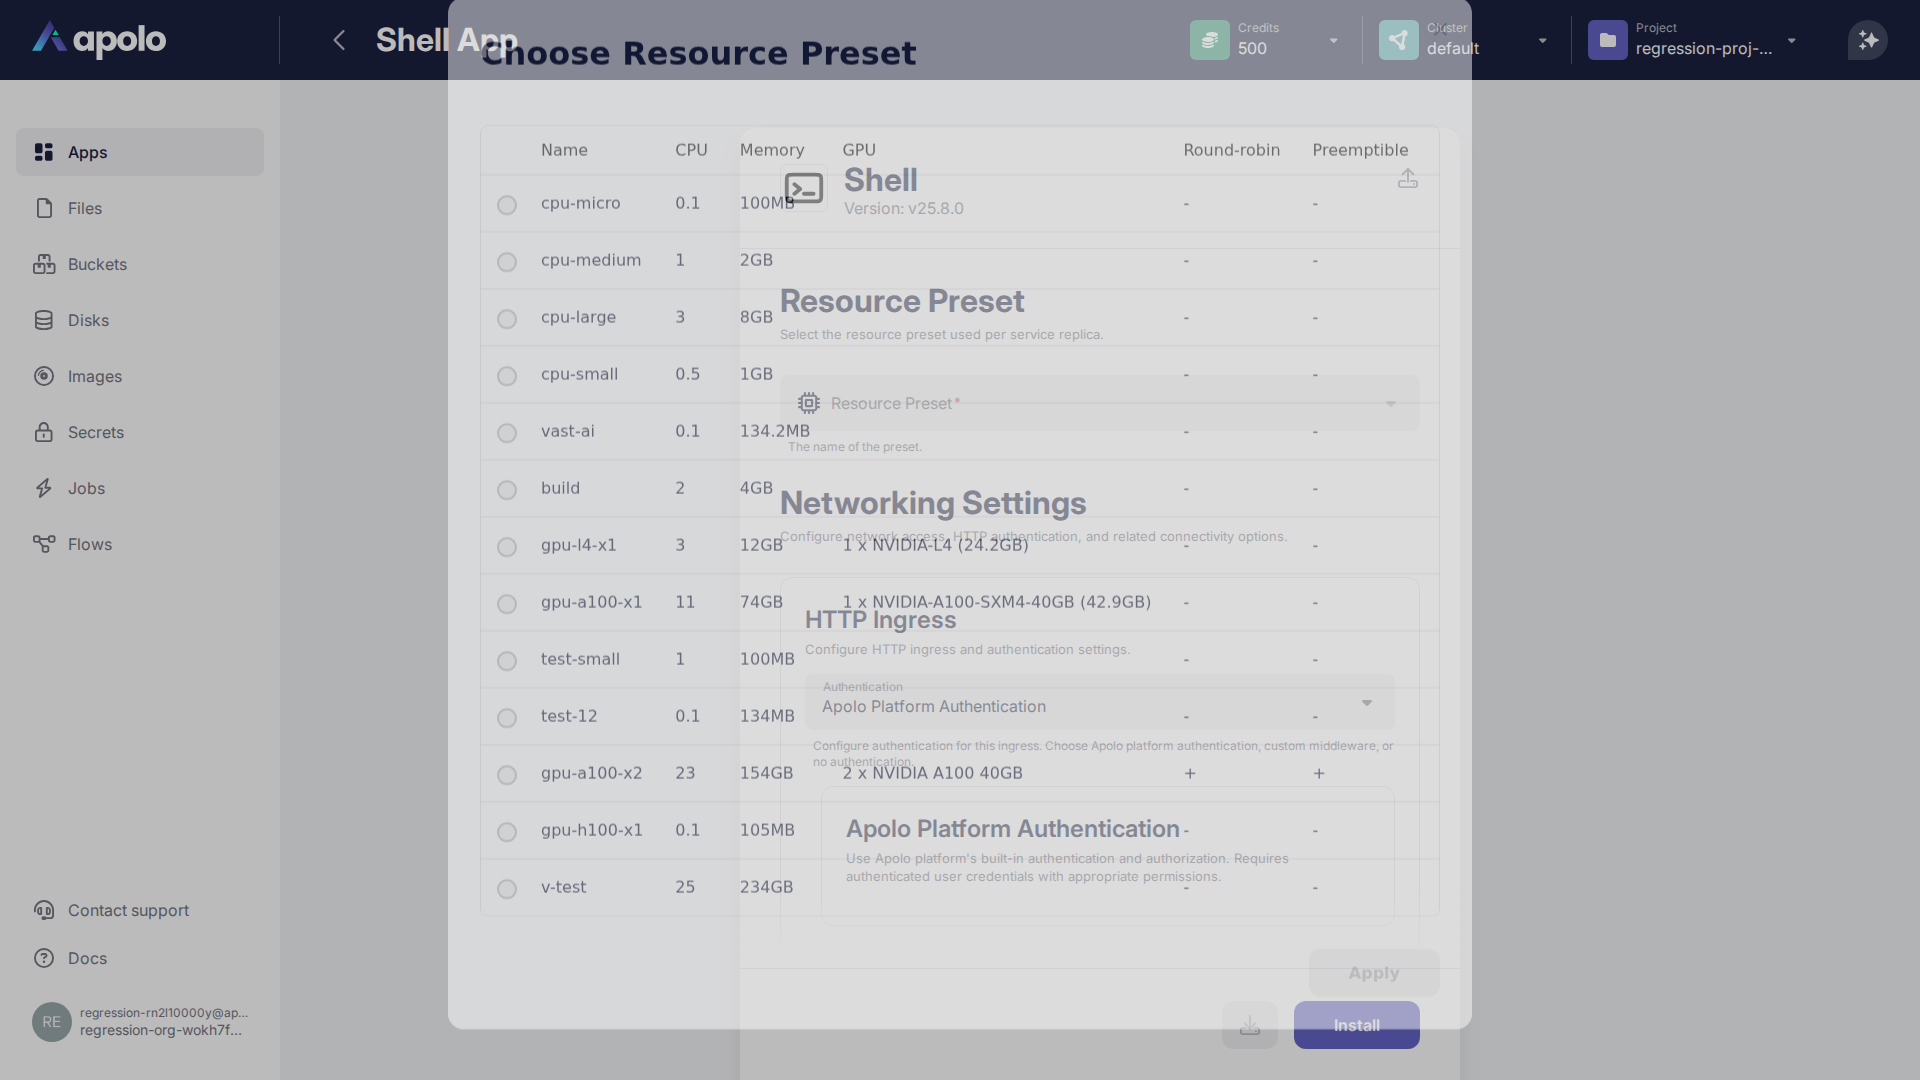 apolo
Shell App
Credits
500
Cluster
default
Project
regression-proj-...
Apps
Files
Buckets
Disks
Images
Secrets
Jobs
Flows
Contact support
Docs
RE
regression-rn2l10000y@ap...
regression-org-wokh7f...
Choose Resource Preset
Name CPU Memory GPU Round-robin Preemptible
cpu-micro 0.1 100MB - -
cpu-medium 1 2GB - -
cpu-large 3 8GB - -
cpu-small 0.5 1GB - -
vast-ai 0.1 134.2MB - -
build 2 4GB - -
gpu-l4-x1 3 12GB 1 x NVIDIA-L4 (24.2GB) - -
gpu-a100-x1 11 74GB 1 x NVIDIA-A100-SXM4-40GB (42.9GB) - -
test-small 1 100MB - -
test-12 0.1 134MB - -
gpu-a100-x2 23 154GB 2 x NVIDIA A100 40GB + +
gpu-h100-x1 0.1 105MB - -
v-test 25 234GB - -
Apply
Shell
Version: v25.8.0
Resource Preset
Select the resource preset used per service replica.
Resource Preset*
The name of the preset.
Networking Settings
Configure network access, HTTP authentication, and related connectivity options.
HTTP Ingress
Configure HTTP ingress and authentication settings.
Authentication
Apolo Platform Authentication
Configure authentication for this ingress. Choose Apolo platform authentication, custom middleware, or
no authentication.
Apolo Platform Authentication
Use Apolo platform's built-in authentication and authorization. Requires
authenticated user credentials with appropriate permissions.
Install